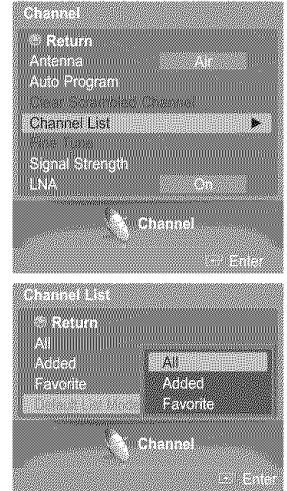 Channel
Return
Antenna Air
Auto Program
Clear Scrambled Channel
Channel List
Fine Tune
Signal Strength
LNA On
Channel
Enter
Channel List
Return
All
Added
Favorite
All
Added
Favorite
Channel
Enter